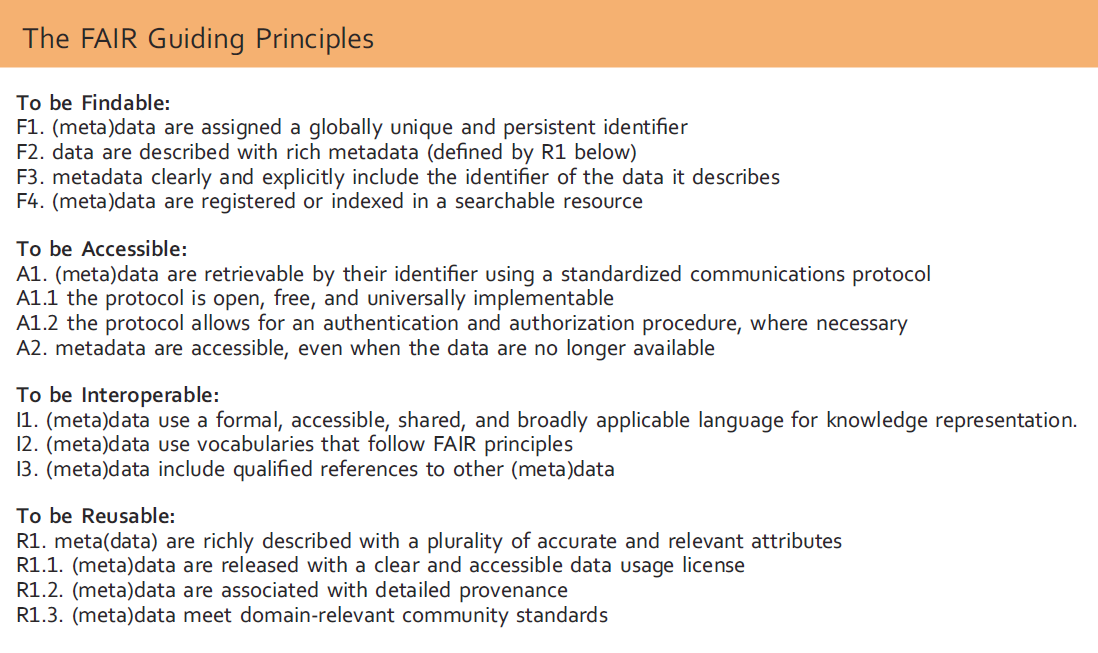 The FAIR Guiding Principles
To be Findable:
F1. (meta)data are assigned a globally unique and persistent identifier
F2. data are described with rich metadata (defined by R1 below)
F3. metadata clearly and explicitly include the identifier of the data it describes
F4. (meta)data are registered or indexed in a searchable resource
To be Accessible:
A1. (meta)data are retrievable by their identifier using a standardized communications protocol
A1.1 the protocol is open, free, and universally implementable
A1.2 the protocol allows for an authentication and authorization procedure, where necessary
A2. metadata are accessible, even when the data are no longer available
To be Interoperable:
I1. (meta)data use a formal, accessible, shared, and broadly applicable language for knowledge representation.
I2. (meta)data use vocabularies that follow FAIR principles
I3. (meta)data include qualified references to other (meta)data
To be Reusable:
R1. meta(data) are richly described with a plurality of accurate and relevant attributes
R1.1. (meta)data are released with a clear and accessible data usage license
R1.2. (meta)data are associated with detailed provenance
R1.3. (meta)data meet domain-relevant community standards